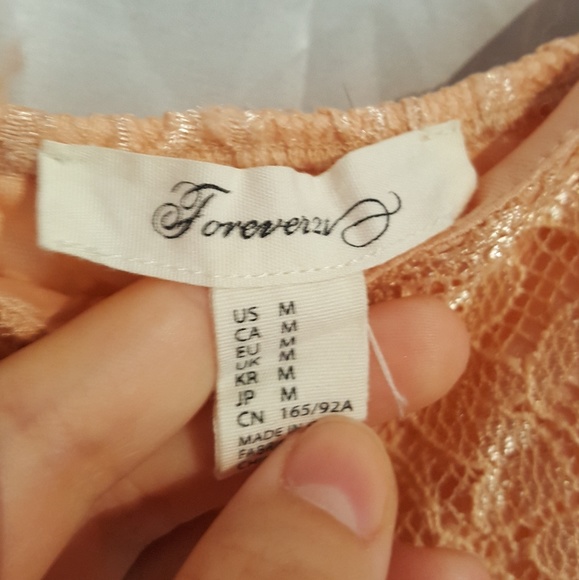 Forever21
US M
CA M
EU M
UK M
KR M
JP M
CN 165/92A
MADE IN